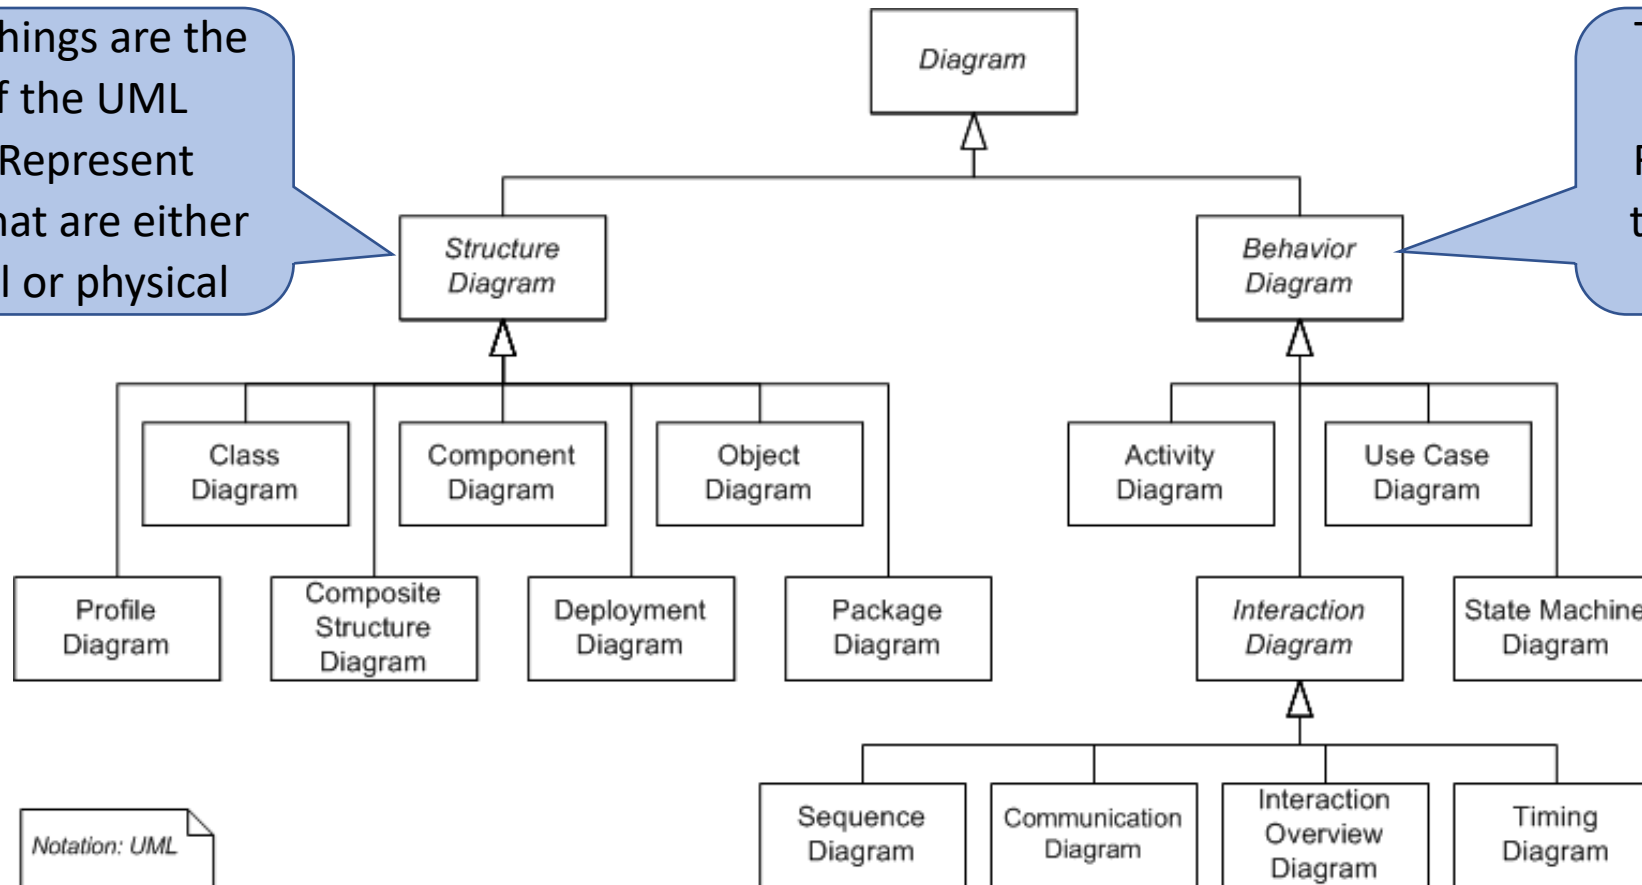 hings are the
f the UML
Represent
hat are either
l or physical
Diagram
Structure
Diagram
Behavior
Diagram
Class
Diagram
Component
Diagram
Object
Diagram
Activity
Diagram
Use Case
Diagram
Profile
Diagram
Composite
Structure
Diagram
Deployment
Diagram
Package
Diagram
Interaction
Diagram
State Machine
Diagram
Sequence
Diagram
Communication
Diagram
Interaction
Overview
Diagram
Timing
Diagram
Notation: UML